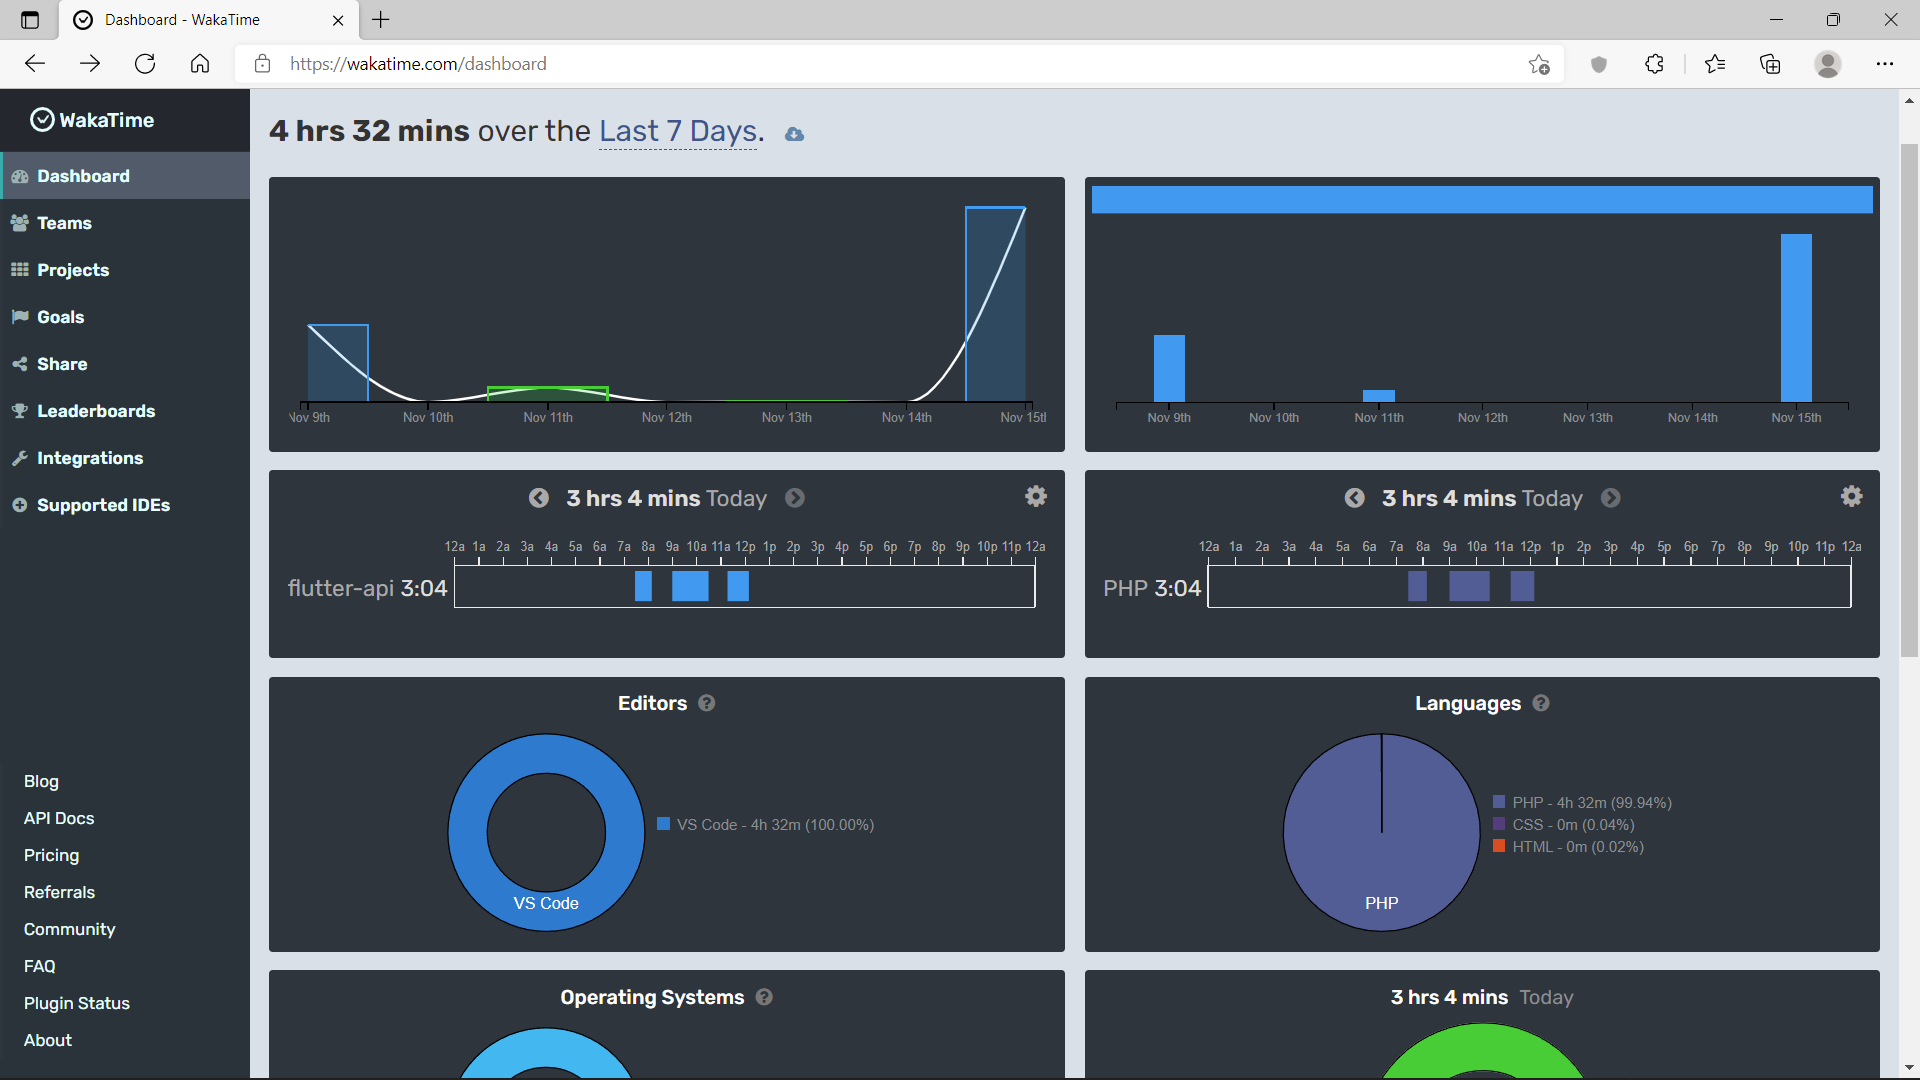 Dashboard - WakaTime
https://wakatime.com/dashboard
WakaTime
Dashboard
Teams
Projects
Goals
Share
Leaderboards
Integrations
Supported IDEs
Blog
API Docs
Pricing
Referrals
Community
FAQ
Plugin Status
About
4 hrs 32 mins over the Last 7 Days.
Nov 9th Nov 10th Nov 11th Nov 12th Nov 13th Nov 14th Nov 15th
Nov 9th Nov 10th Nov 11th Nov 12th Nov 13th Nov 14th Nov 15th
3 hrs 4 mins Today
12a 1a 2a 3a 4a 5a 6a 7a 8a 9a 10a 11a 12p 1p 2p 3p 4p 5p 6p 7p 8p 9p 10p 11p 12a
flutter-api 3:04
3 hrs 4 mins Today
12a 1a 2a 3a 4a 5a 6a 7a 8a 9a 10a 11a 12p 1p 2p 3p 4p 5p 6p 7p 8p 9p 10p 11p 12a
PHP 3:04
Editors ?
VS Code - 4h 32m (100.00%)
VS Code
Languages ?
PHP - 4h 32m (99.94%)
CSS - 0m (0.04%)
HTML - 0m (0.02%)
PHP
Operating Systems ?
3 hrs 4 mins Today